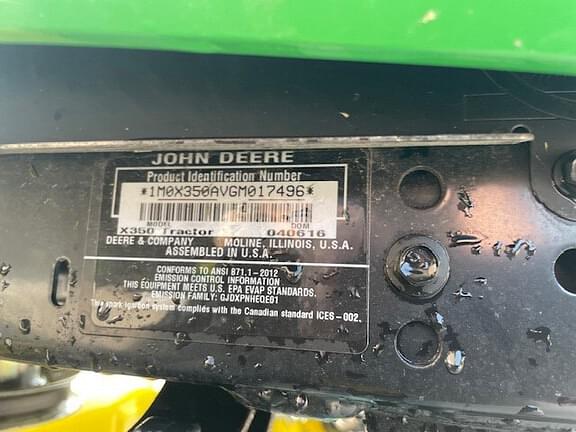 JOHN DEERE
Product Identification Number
*1M0X350AVGM017496*
MODEL DOM
X350 Tractor 040616
DEERE & COMPANY MOLINE, ILLINOIS, U.S.A.
ASSEMBLED IN U.S.A.
CONFORMS TO ANSI B71.1-2012
EMISSION CONTROL INFORMATION
THIS EQUIPMENT MEETS U.S. EPA EVAP STANDARDS.
EMISSION FAMILY: GJDXPNHEQE01
This spark ignition system complies with the Canadian standard ICES-002.